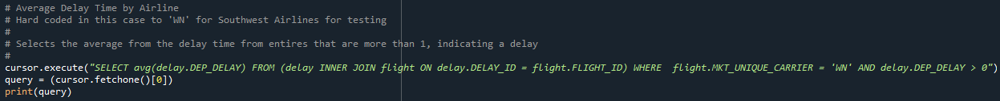 # Average Delay Time by Airline
# Hard coded in this case to 'WN' for Southwest Airlines for testing
#
# Selects the average from the delay time from entires that are more than 1, indicating a delay
#
cursor.execute("SELECT avg(delay.DEP_DELAY) FROM (delay INNER JOIN flight ON delay.DELAY_ID = flight.FLIGHT_ID) WHERE  flight.MKT_UNIQUE_CARRIER = 'WN' AND delay.DEP_DELAY > 0")
query = (cursor.fetchone()[0])
print(query)